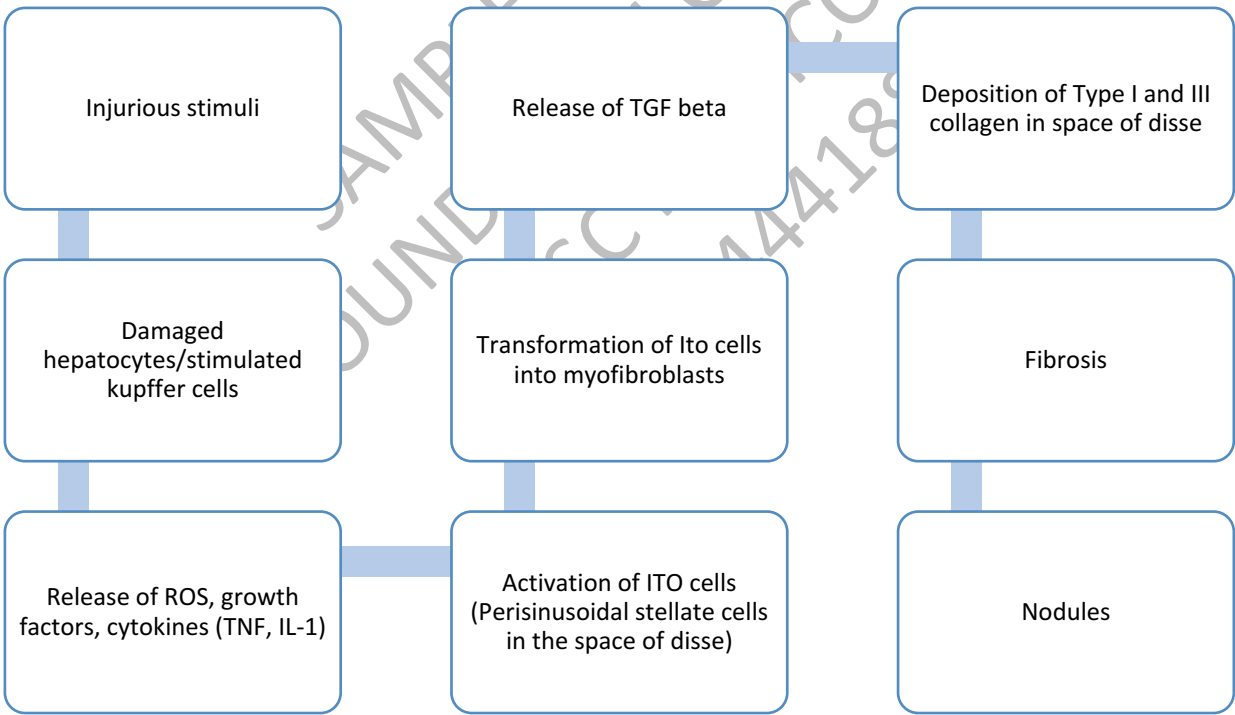 Injurious stimuli
Damaged
hepatocytes/stimulated
kupffer cells
Release of ROS, growth
factors, cytokines (TNF, IL-1)
Activation of ITO cells
(Perisinusoidal stellate cells
in the space of disse)
Transformation of Ito cells
into myofibroblasts
Release of TGF beta
Deposition of Type I and III
collagen in space of disse
Fibrosis
Nodules